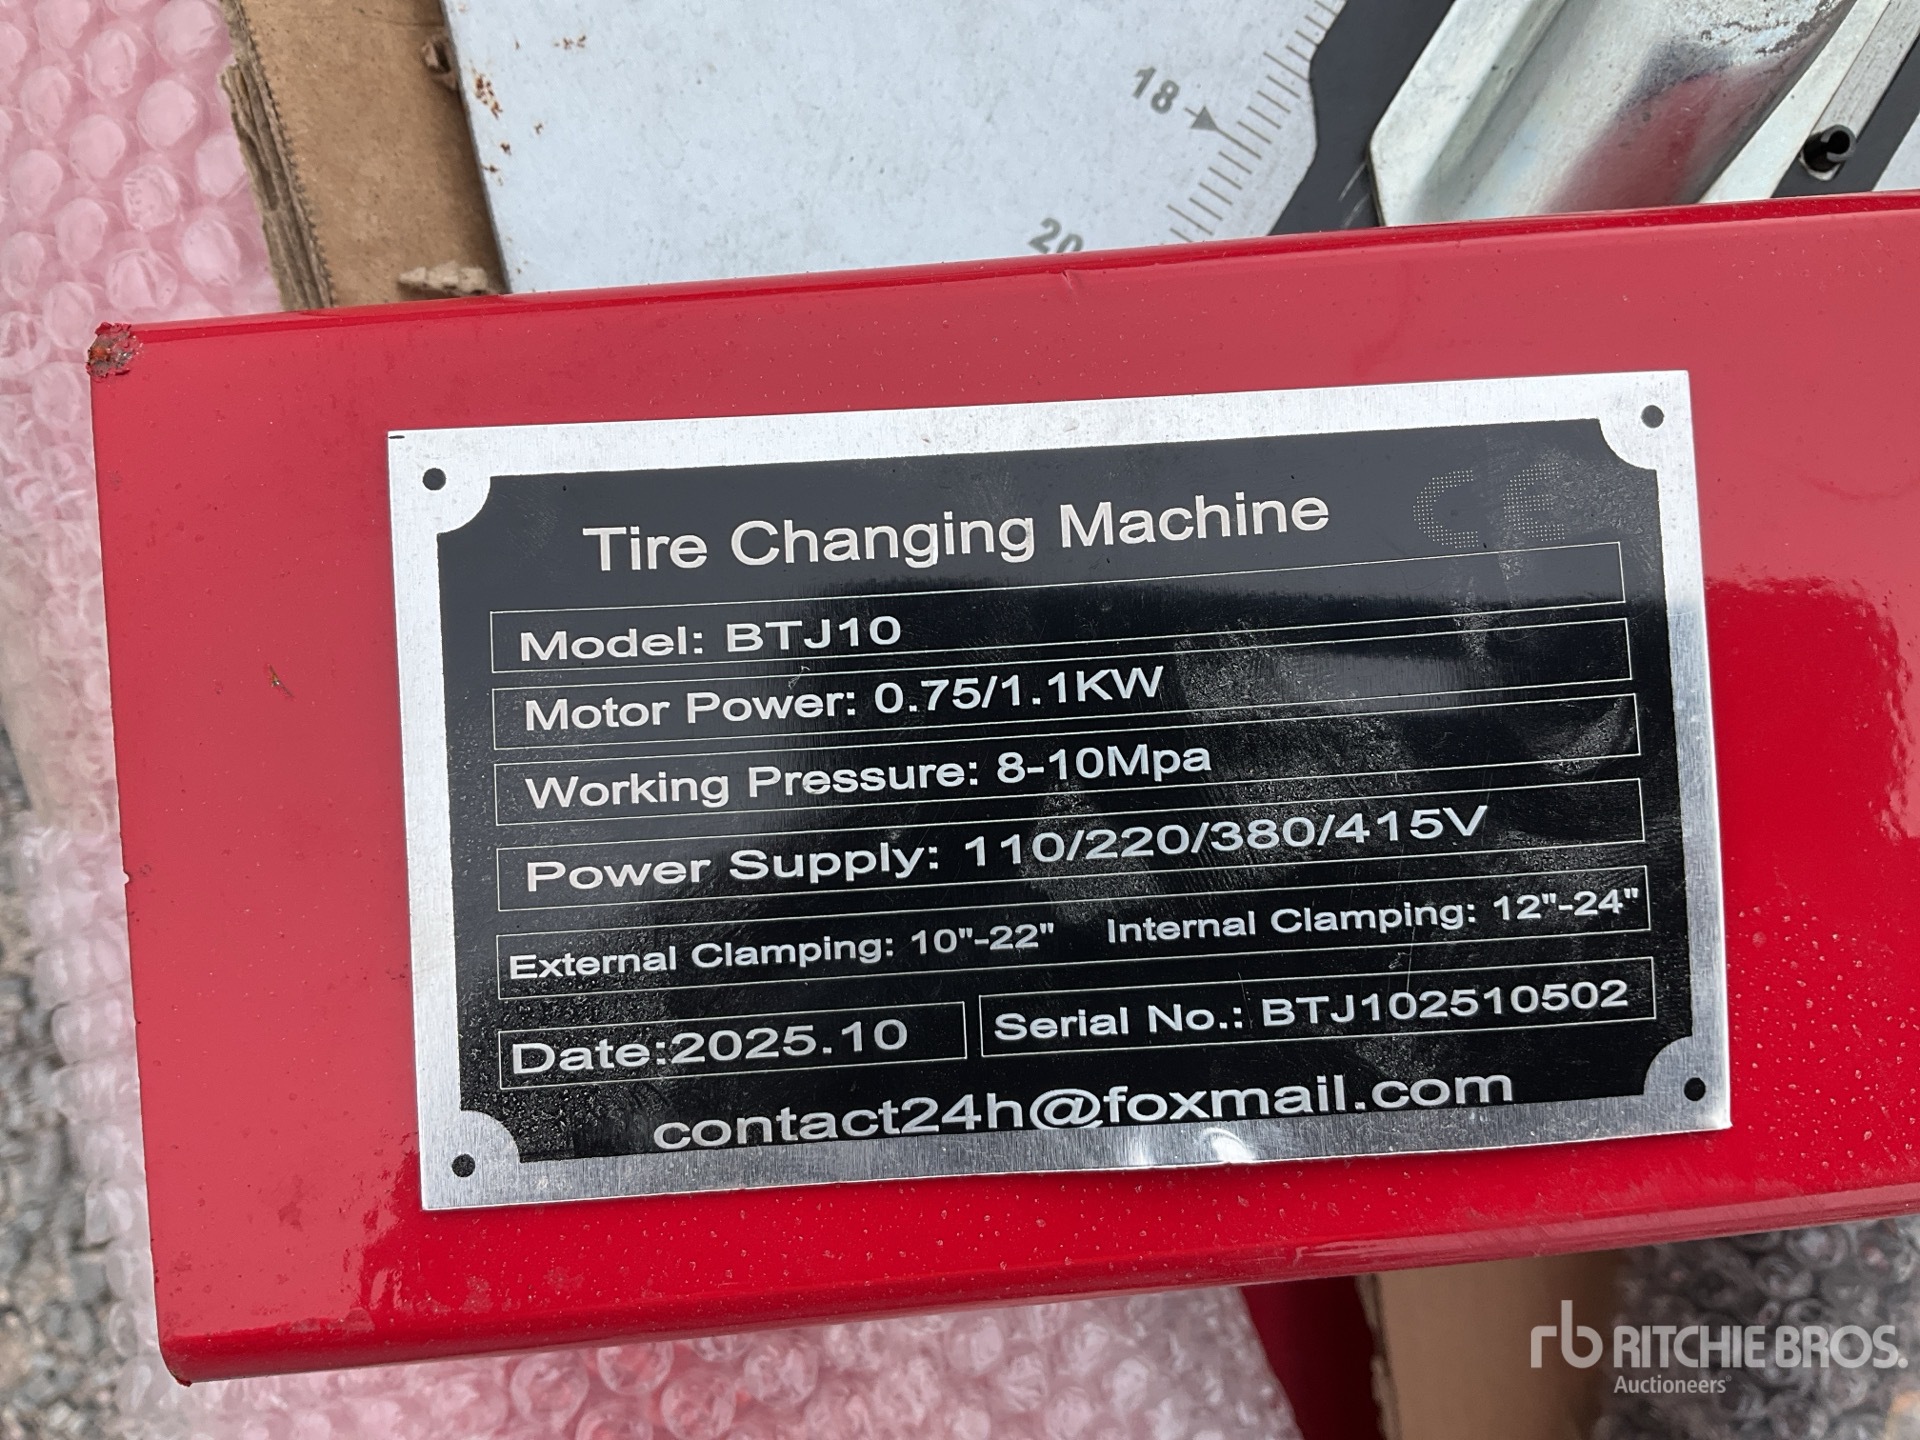 18
20
Tire Changing Machine CE
Model: BTJ10
Motor Power: 0.75/1.1KW
Working Pressure: 8-10Mpa
Power Supply: 110/220/380/415V
External Clamping: 10"-22" Internal Clamping: 12"-24"
Date:2025.10 Serial No.: BTJ102510502
contact24h@foxmail.com
rb RITCHIE BROS.
Auctioneers